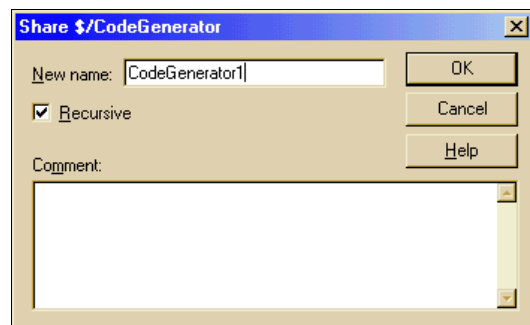 Share $/CodeGenerator
New name: CodeGenerator1 OK
Recursive Cancel
Help
Comment: